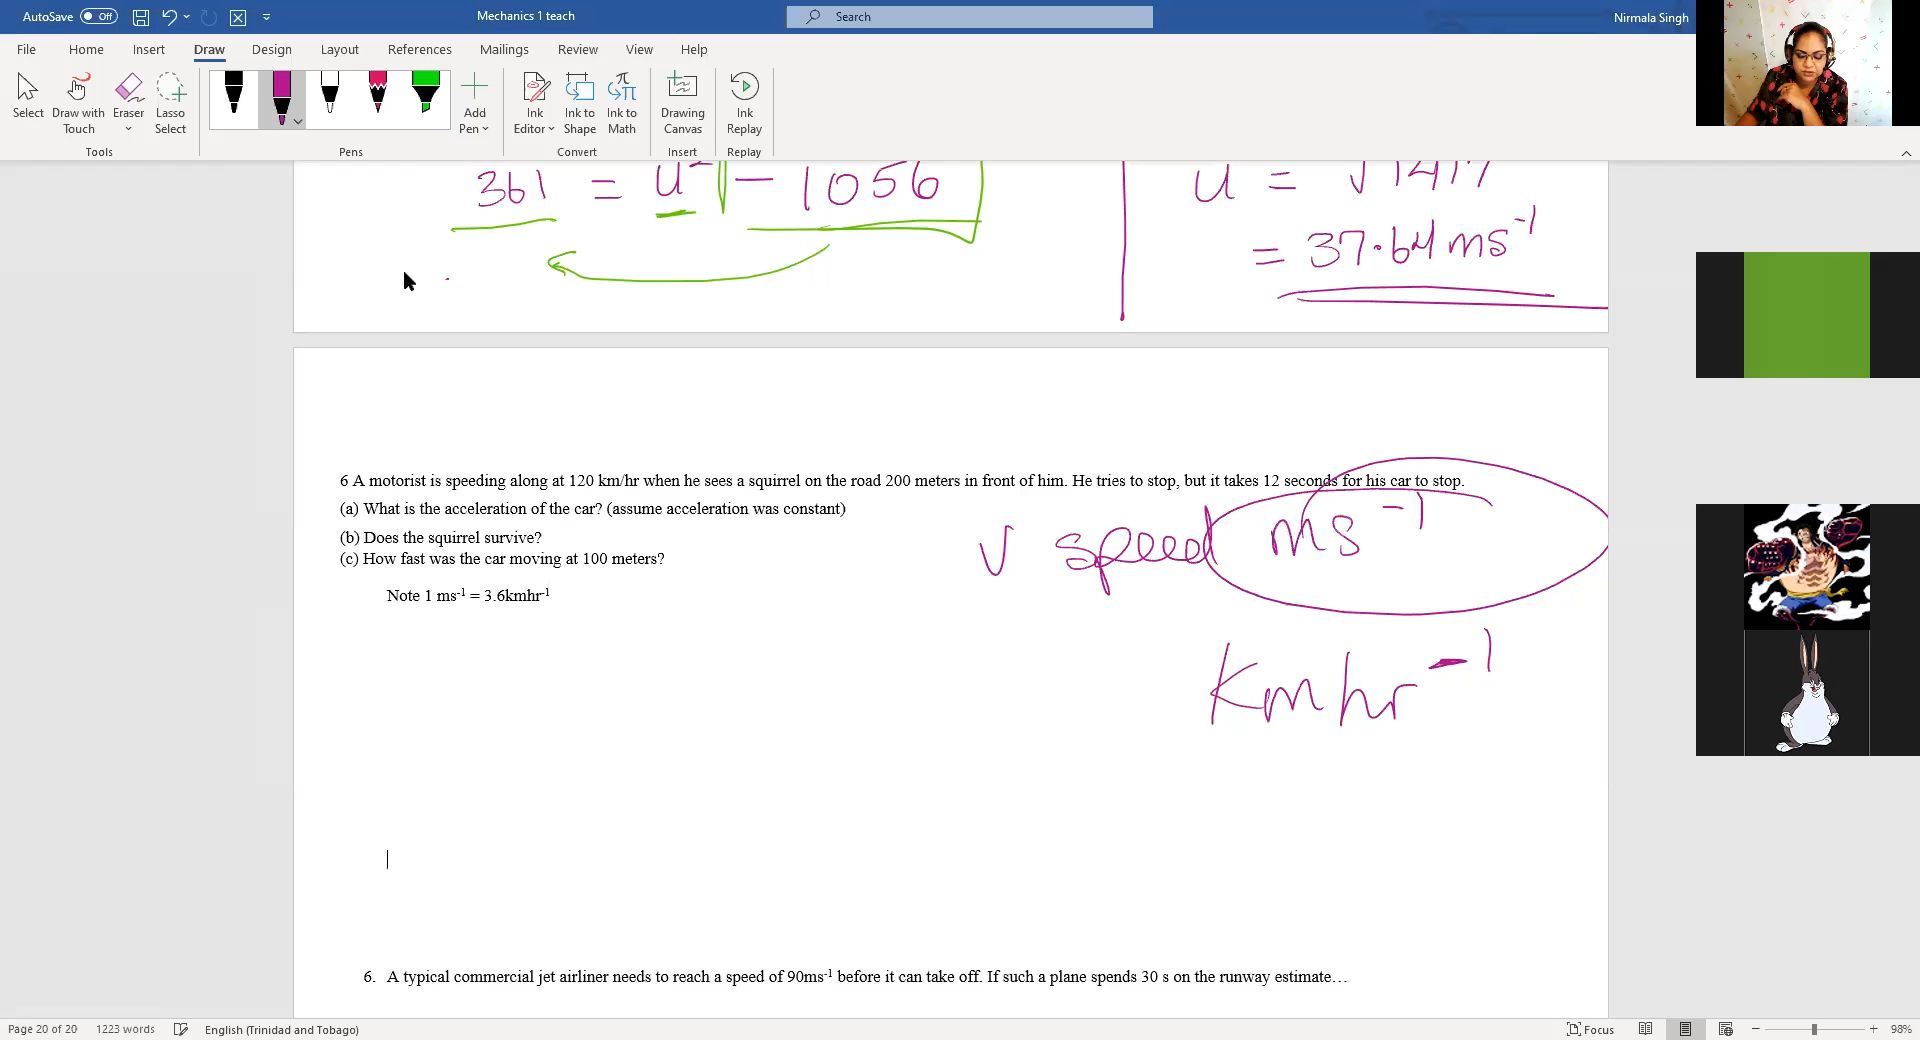 AutoSave Off
Mechanics 1 teach
Search
Nirmala Singh
File Home Insert Draw Design Layout References Mailings Review View Help
Select
Draw with Touch
Eraser
Lasso Select
Add Pen
Ink Editor
Ink to Shape
Ink to Math
Drawing Canvas
Ink Replay
Tools
Pens
Convert
Insert
Replay
361 = u² - 1056
u = √1417
= 37.64 ms⁻¹
6 A motorist is speeding along at 120 km/hr when he sees a squirrel on the road 200 meters in front of him. He tries to stop, but it takes 12 seconds for his car to stop.
(a) What is the acceleration of the car? (assume acceleration was constant)
(b) Does the squirrel survive?
(c) How fast was the car moving at 100 meters?
Note 1 ms⁻¹ = 3.6kmhr⁻¹
v speed ms⁻¹
Kmhr⁻¹
6. A typical commercial jet airliner needs to reach a speed of 90ms⁻¹ before it can take off. If such a plane spends 30 s on the runway estimate…
Page 20 of 20 1223 words English (Trinidad and Tobago)
Focus
98%